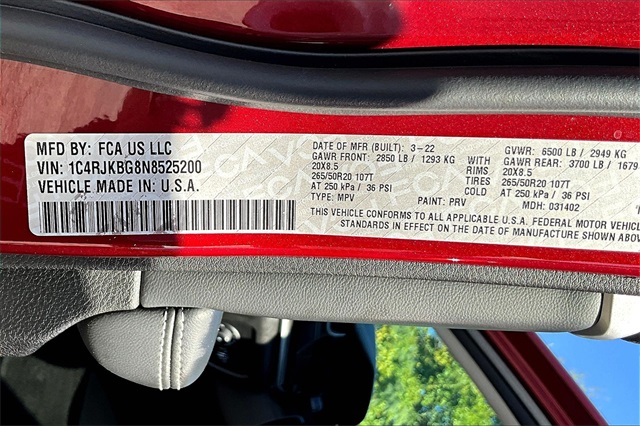 MFD BY: FCA US LLC
VIN: 1C4RJKBG8N8525200
VEHICLE MADE IN: U.S.A.
DATE OF MFR (BUILT): 3-22
GAWR FRONT: 2850 LB / 1293 KG
20X8.5
265/50R20 107T
AT 250 kPa / 36 PSI
TYPE: MPV PAINT: PRV
WITH
RIMS
TIRES
COLD
GVWR: 6500 LB / 2949 KG
GAWR REAR: 3700 LB / 1679
20X8.5
265/50R20 107T
AT 250 kPa / 36 PSI
MDH: 031402
THIS VEHICLE CONFORMS TO ALL APPLICABLE U.S.A. FEDERAL MOTOR VEHICL
STANDARDS IN EFFECT ON THE DATE OF MANUFACTURE SHOWN ABOV